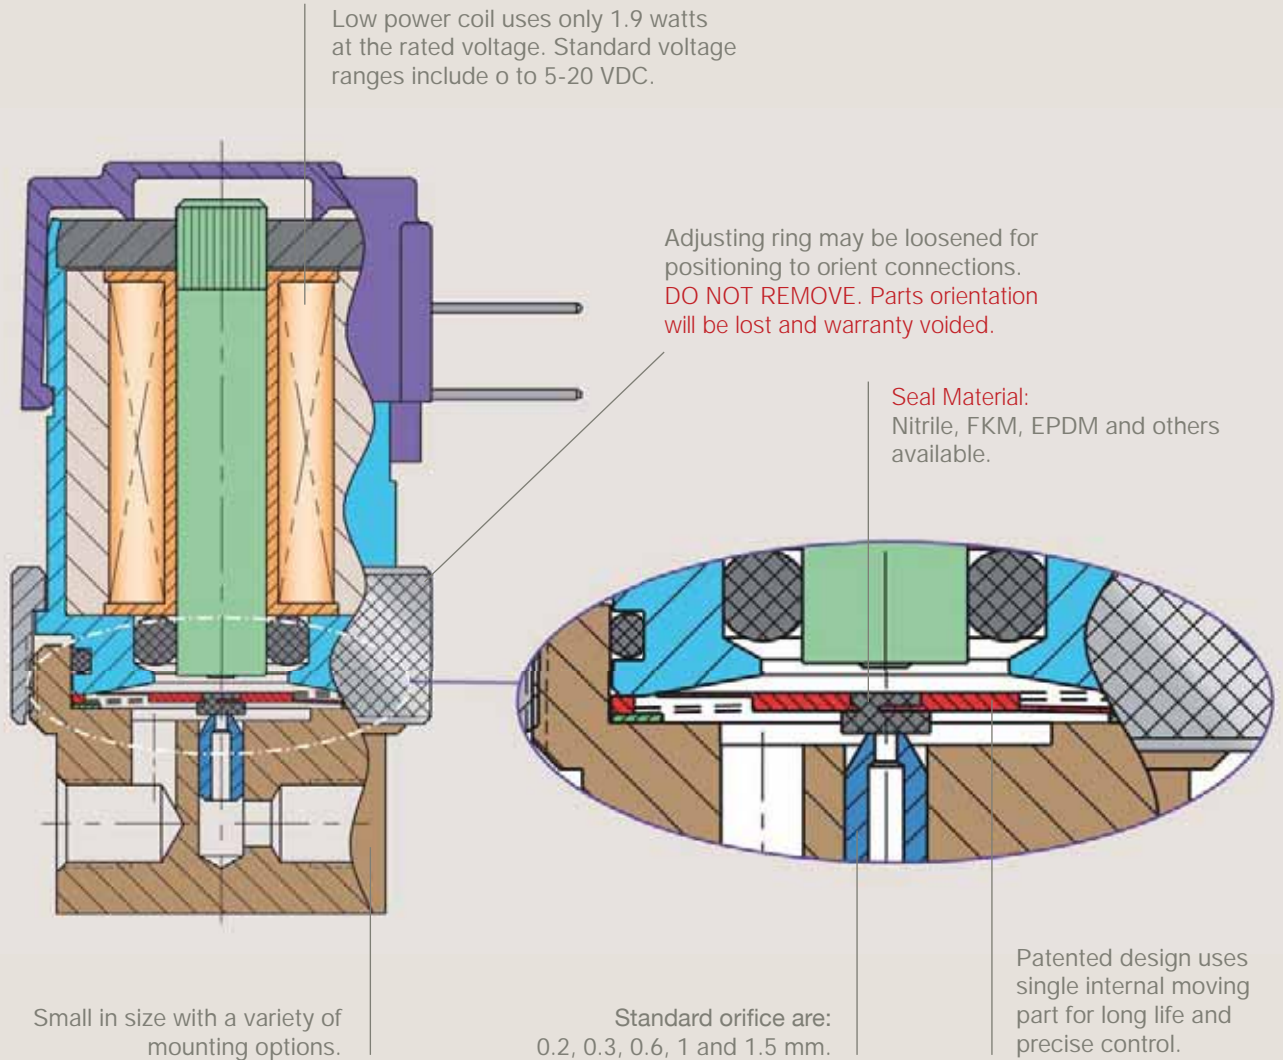 Low power coil uses only 1.9 watts
at the rated voltage. Standard voltage
ranges include o to 5-20 VDC.
Adjusting ring may be loosened for
positioning to orient connections.
DO NOT REMOVE. Parts orientation
will be lost and warranty voided.
Seal Material:
Nitrile, FKM, EPDM and others
available.
Small in size with a variety of
mounting options.
Standard orifice are:
0.2, 0.3, 0.6, 1 and 1.5 mm.
Patented design uses
single internal moving
part for long life and
precise control.